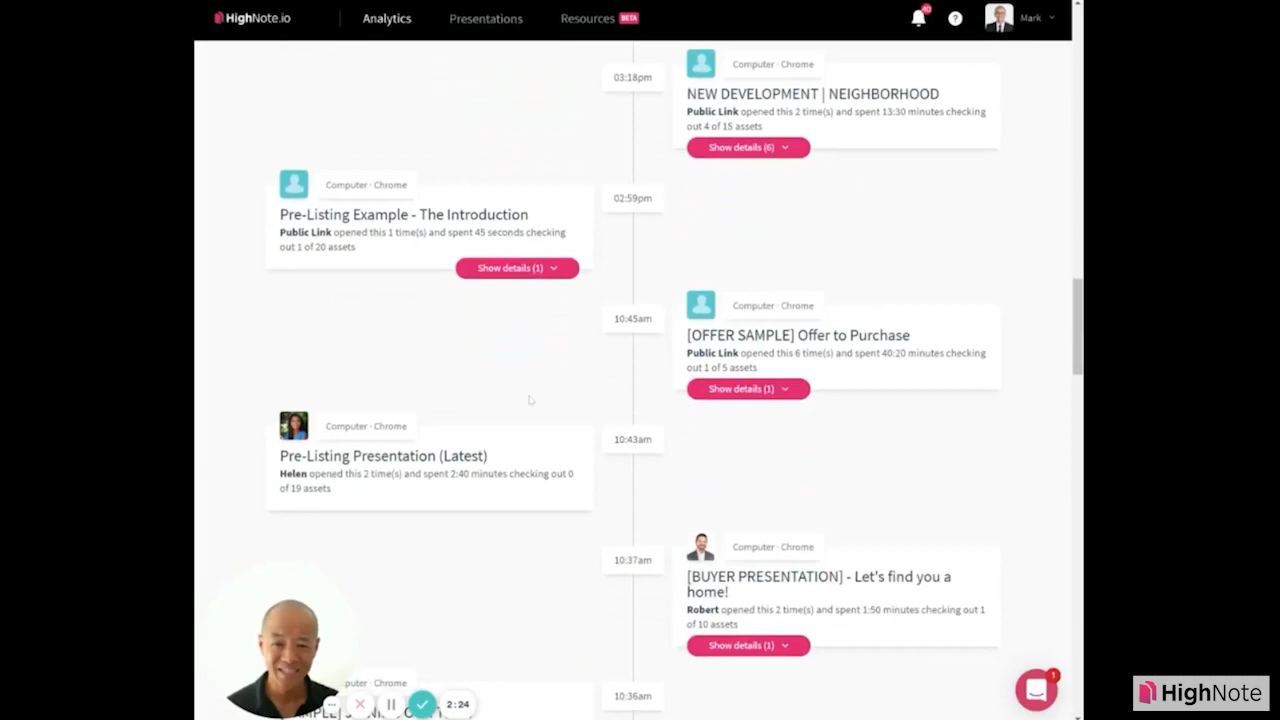 HighNote.io
Analytics
Presentations
Resources BETA
40
?
Mark
03:18pm
Computer · Chrome
NEW DEVELOPMENT | NEIGHBORHOOD
Public Link opened this 2 time(s) and spent 13:30 minutes checking
out 4 of 15 assets
Show details (6)
02:59pm
Computer · Chrome
Pre-Listing Example - The Introduction
Public Link opened this 1 time(s) and spent 45 seconds checking
out 1 of 20 assets
Show details (1)
10:45am
Computer · Chrome
[OFFER SAMPLE] Offer to Purchase
Public Link opened this 6 time(s) and spent 40:20 minutes checking
out 1 of 5 assets
Show details (1)
10:43am
Computer · Chrome
Pre-Listing Presentation (Latest)
Helen opened this 2 time(s) and spent 2:40 minutes checking out 0
of 19 assets
10:37am
Computer · Chrome
[BUYER PRESENTATION] - Let's find you a
home!
Robert opened this 2 time(s) and spent 1:50 minutes checking out 1
of 10 assets
Show details (1)
10:36am
puter · Chrome
2:24
1
HighNote